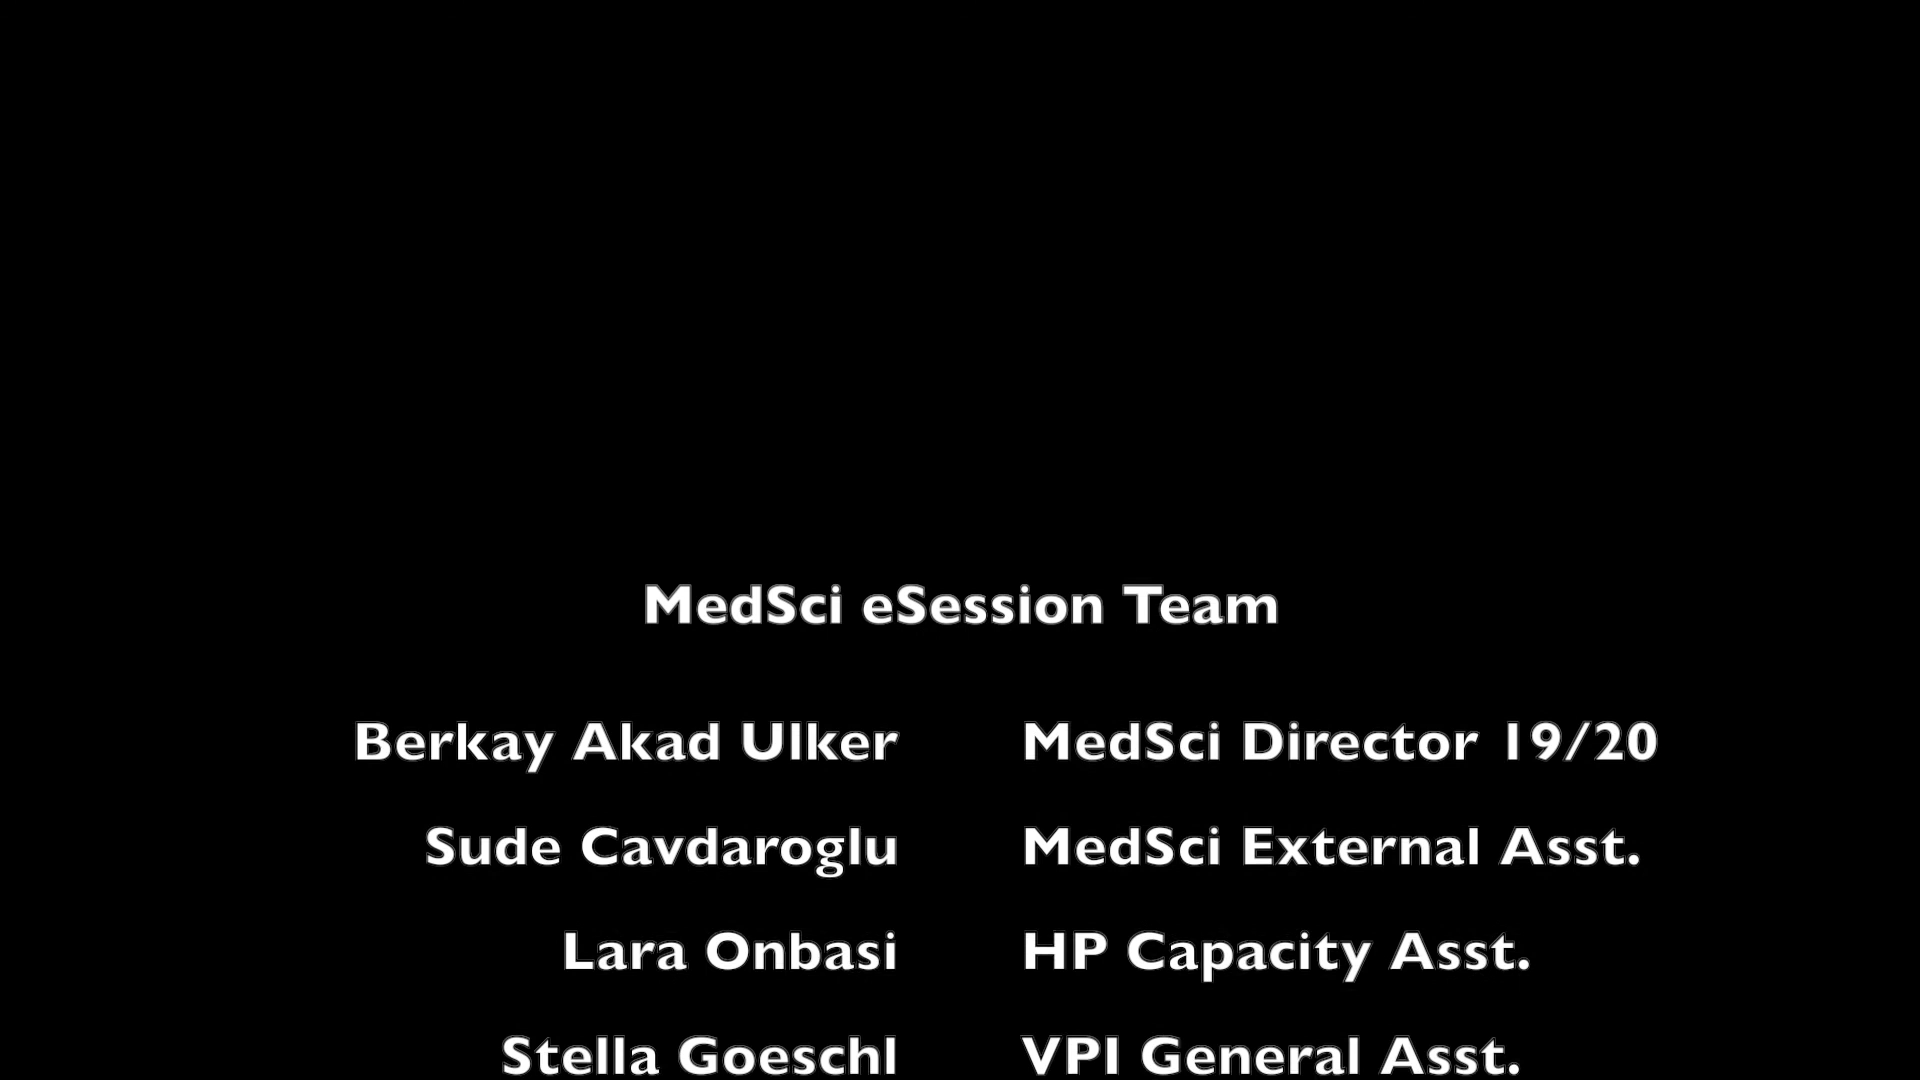 MedSci eSession Team
Berkay Akad Ulker MedSci Director 19/20
Sude Cavdaroglu MedSci External Asst.
Lara Onbasi HP Capacity Asst.
Stella Goeschl VPI General Asst.